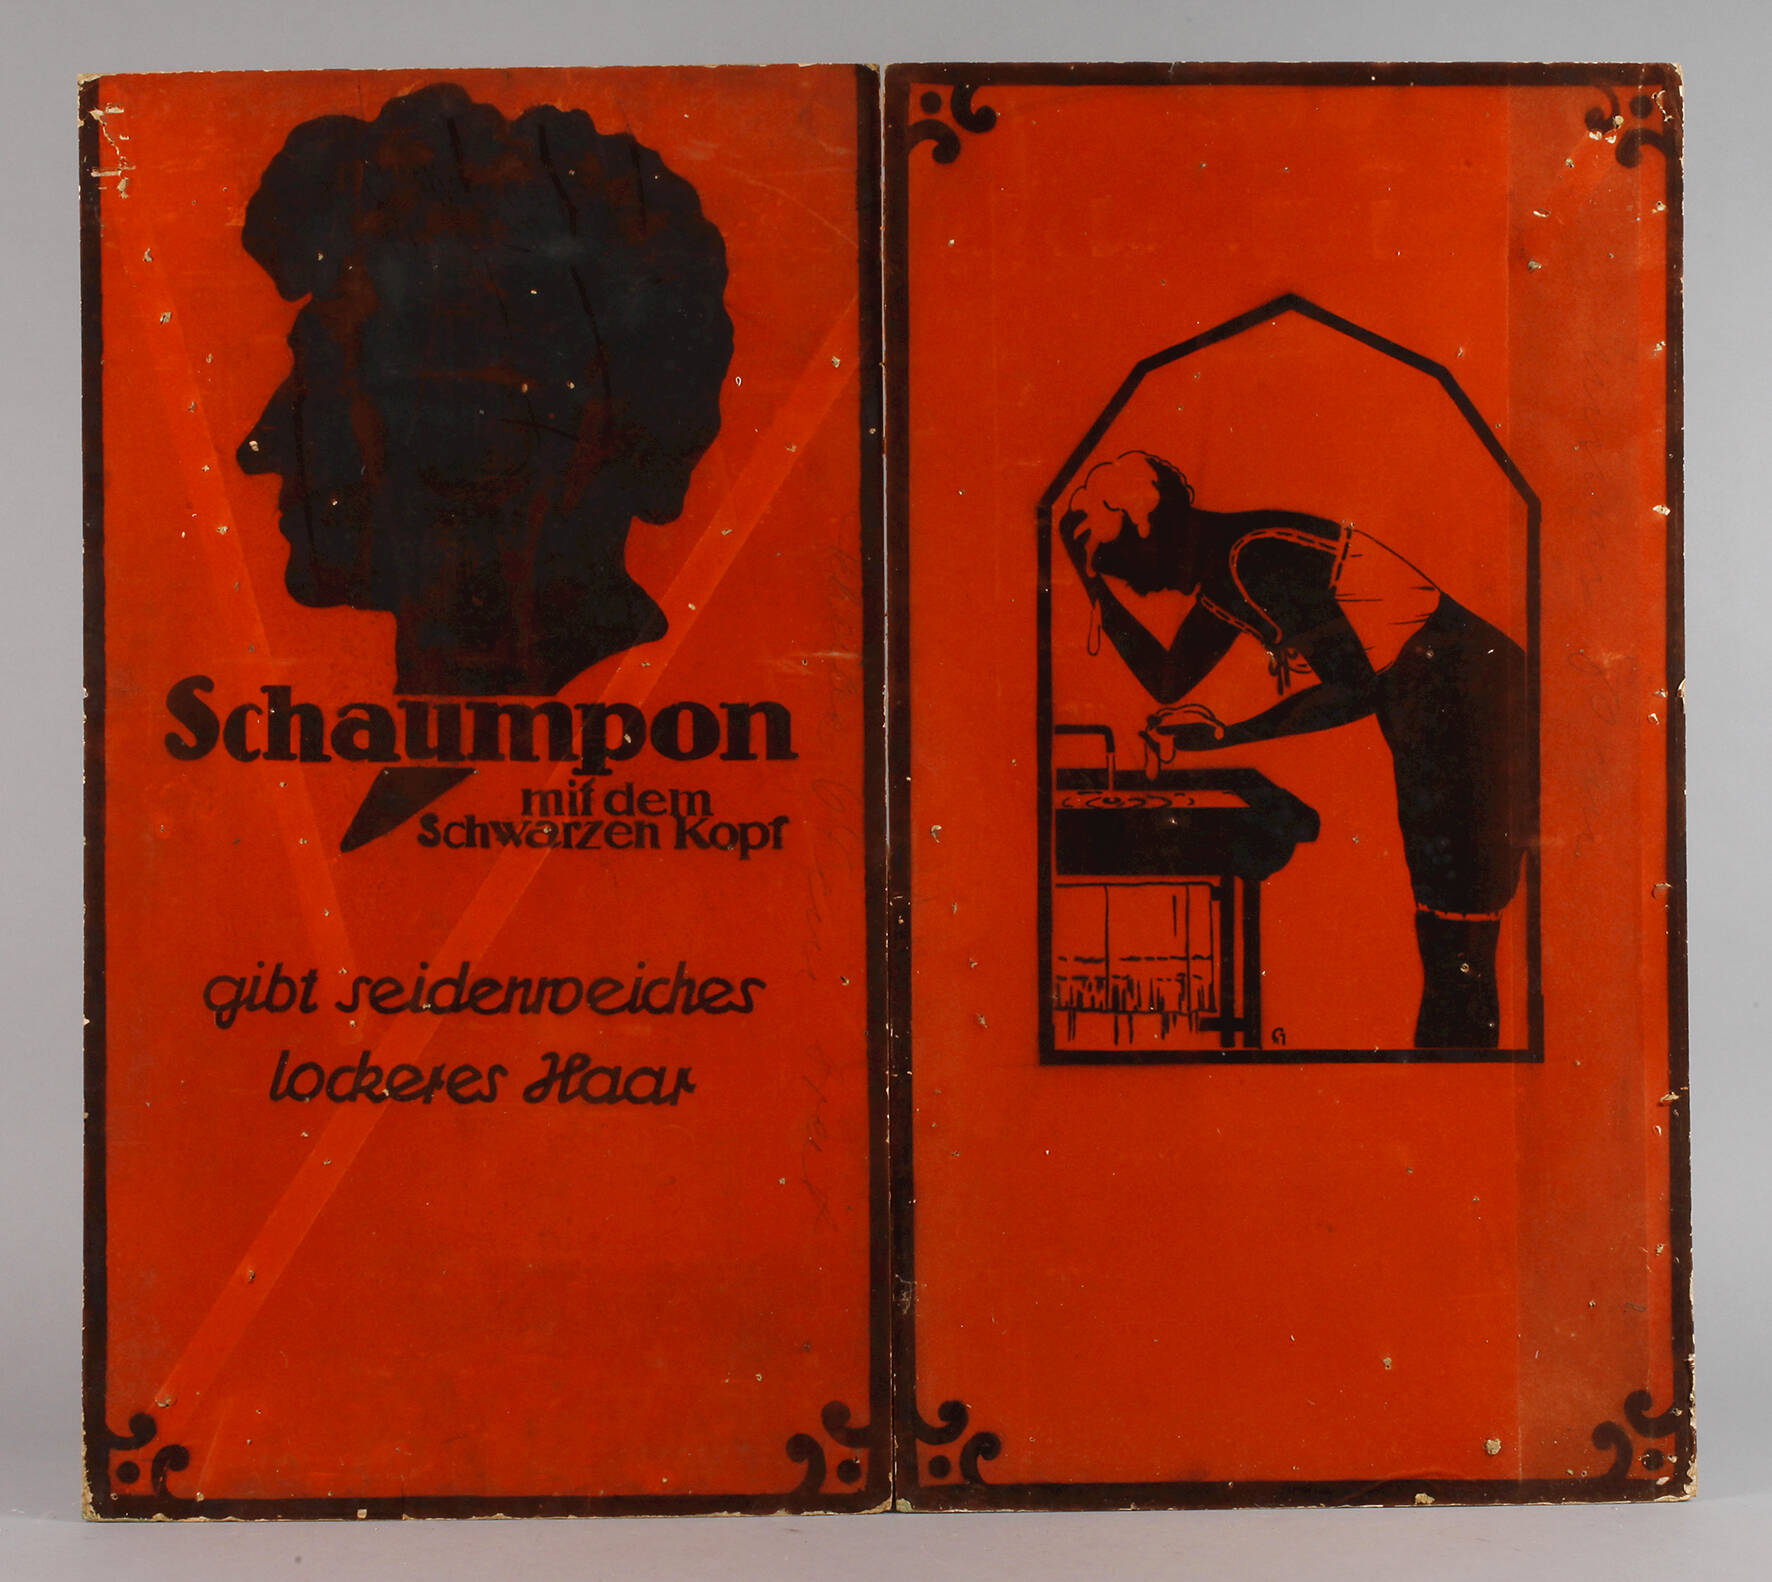 Schaumpon
mit dem
Schwarzen Kopf
gibt seidenweiches
lockeres Haar